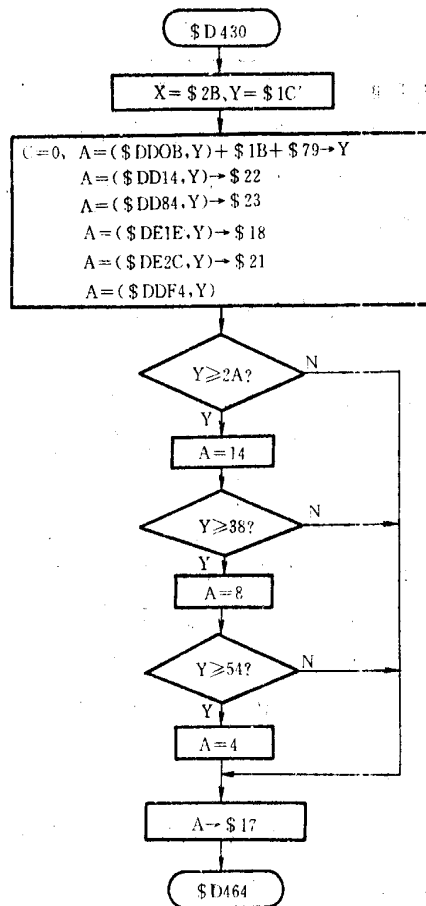 $D430
X=$2B,Y=$1C'
C=0, A=($DD0B,Y)+$1B+$79→Y
A=($DD14,Y)→$22
A=($DD84,Y)→$23
A=($DE1E,Y)→$18
A=($DE2C,Y)→$21
A=($DDF4,Y)
Y≥2A?
N
Y
A=14
Y≥38?
N
Y
A=8
Y≥54?
N
Y
A=4
A→$17
$D464